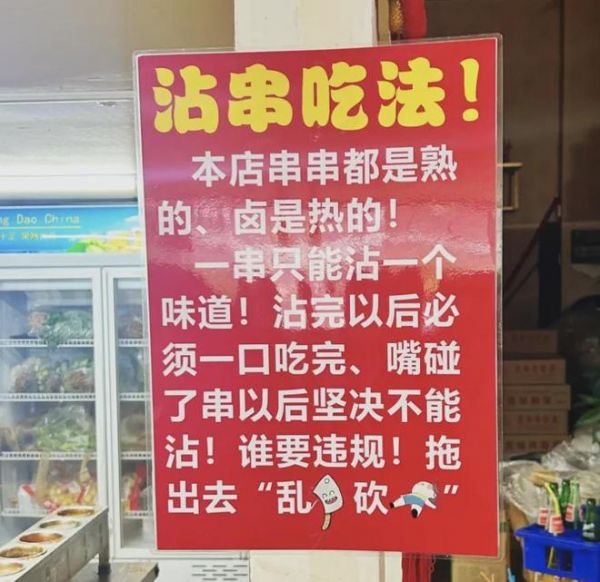 沾串吃法！
本店串串都是熟
的、卤是热的！
一串只能沾一个
味道！沾完以后必
须一口吃完、嘴碰
了串以后坚决不能
沾！谁要违规！拖
出去“乱砍”
g Dao China